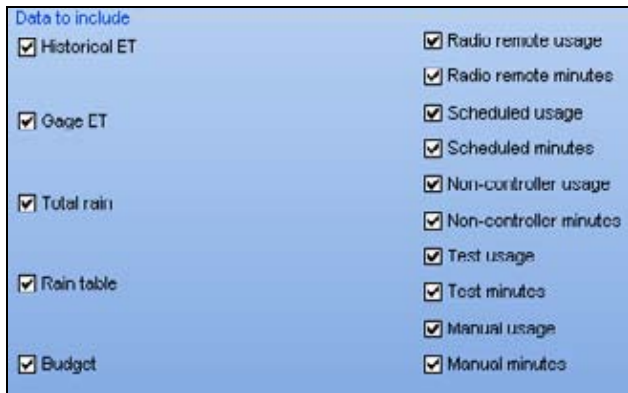 Data to include
Historical ET
Gage ET
Total rain
Rain table
Budget
Radio remote usage
Radio remote minutes
Scheduled usage
Scheduled minutes
Non-controller usage
Non-controller minutes
Test usage
Test minutes
Manual usage
Manual minutes